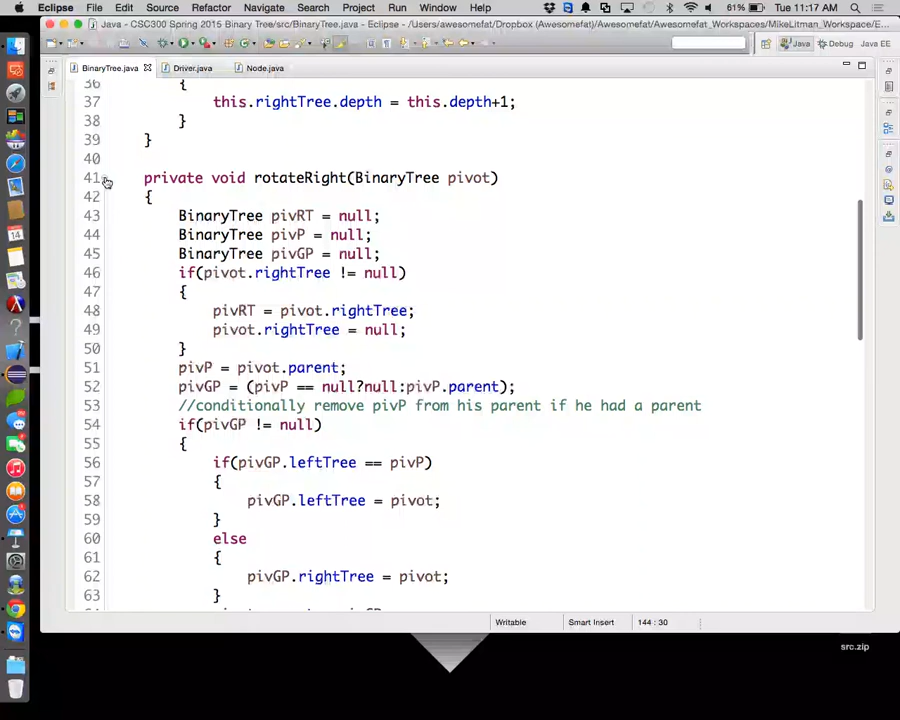 Eclipse File Edit Source Refactor Navigate Search Project Run Window Help 61% Tue 11:17 AM
Java - CSC300 Spring 2015 Binary Tree/src/BinaryTree.java - Eclipse - /Users/awesomefat/Dropbox (Awesomefat)/Awesomefat_Workspaces/MikeLitman_Workspace/E...
Java Debug Java EE
BinaryTree.java Driver.java Node.java
36 {
37 this.rightTree.depth = this.depth+1;
38 }
39 }
40
41 private void rotateRight(BinaryTree pivot)
42 {
43 BinaryTree pivRT = null;
44 BinaryTree pivP = null;
45 BinaryTree pivGP = null;
46 if(pivot.rightTree != null)
47 {
48 pivRT = pivot.rightTree;
49 pivot.rightTree = null;
50 }
51 pivP = pivot.parent;
52 pivGP = (pivP == null?null:pivP.parent);
53 //conditionally remove pivP from his parent if he had a parent
54 if(pivGP != null)
55 {
56 if(pivGP.leftTree == pivP)
57 {
58 pivGP.leftTree = pivot;
59 }
60 else
61 {
62 pivGP.rightTree = pivot;
63 }
Writable Smart Insert 144 : 30
src.zip